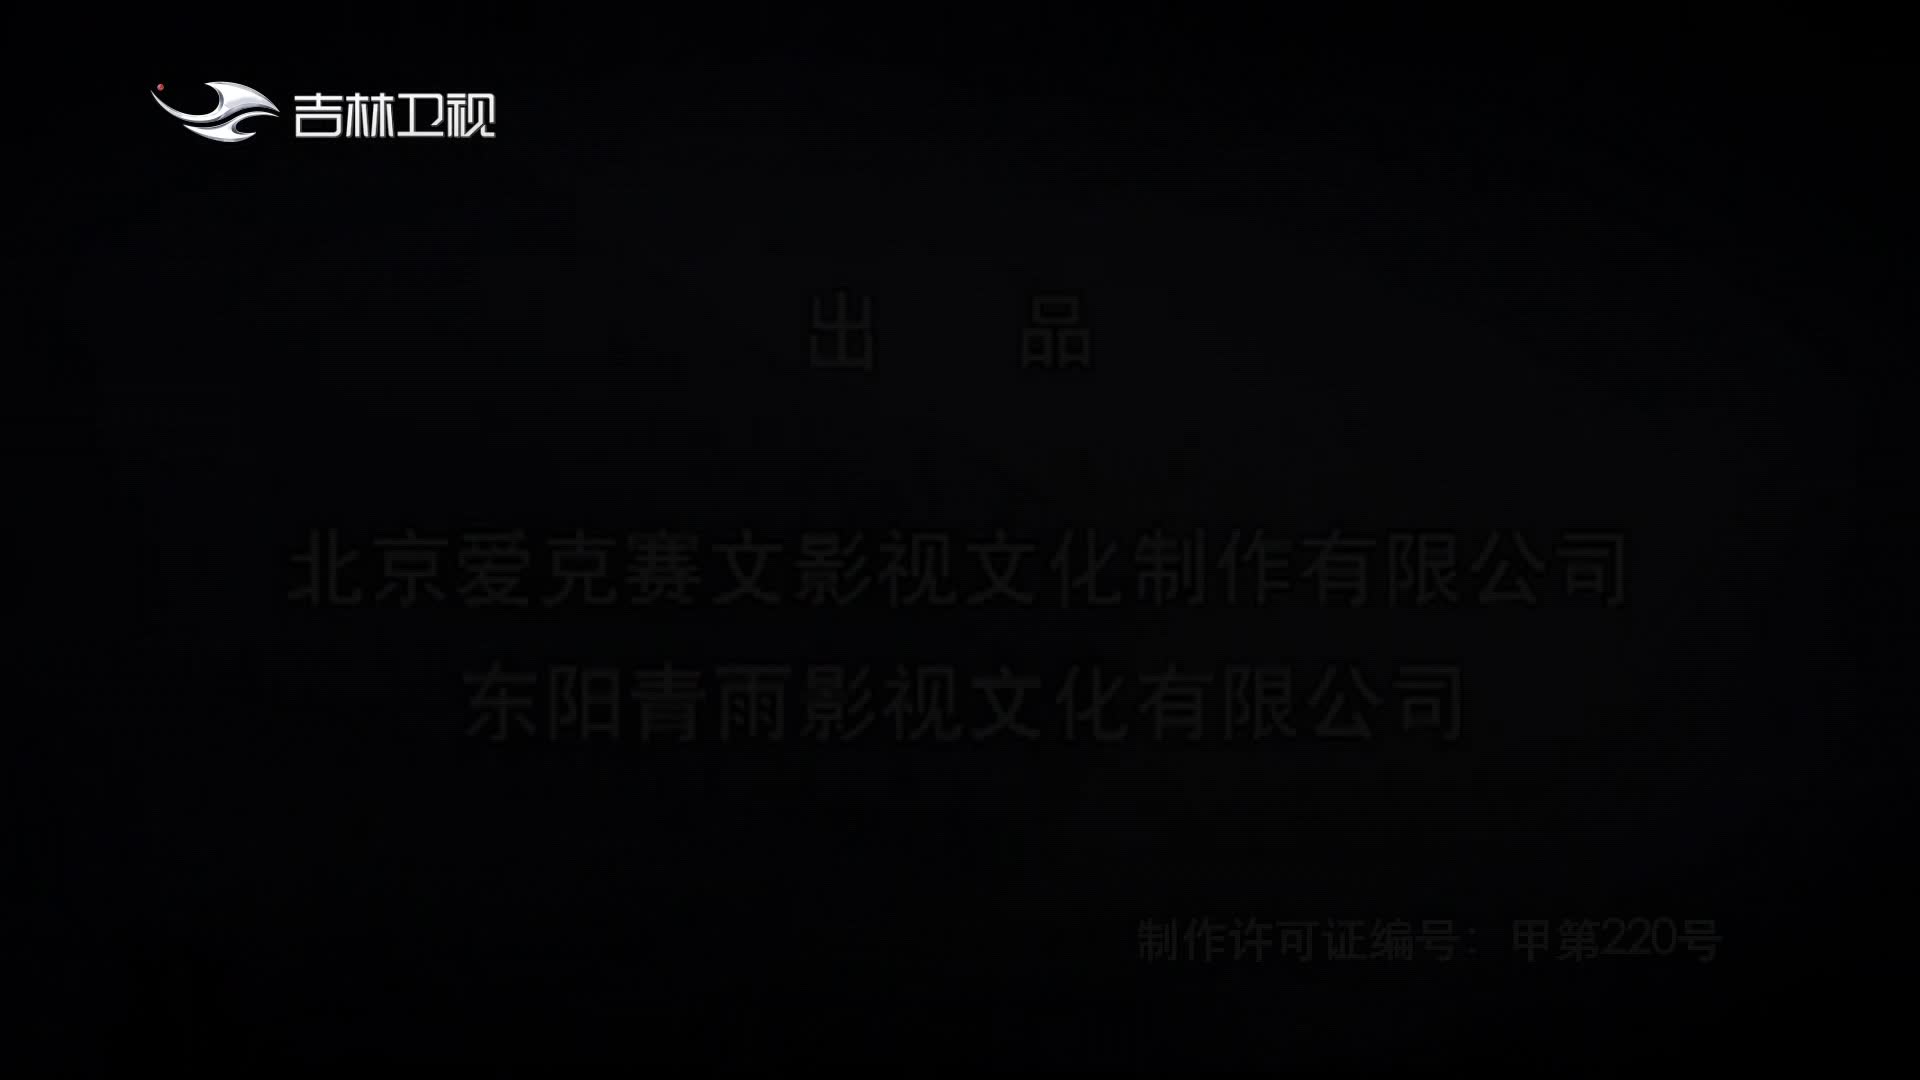 吉林卫视
出 品
北京爱克赛文影视文化制作有限公司
东阳青雨影视文化有限公司
制作许可证编号：甲第220号